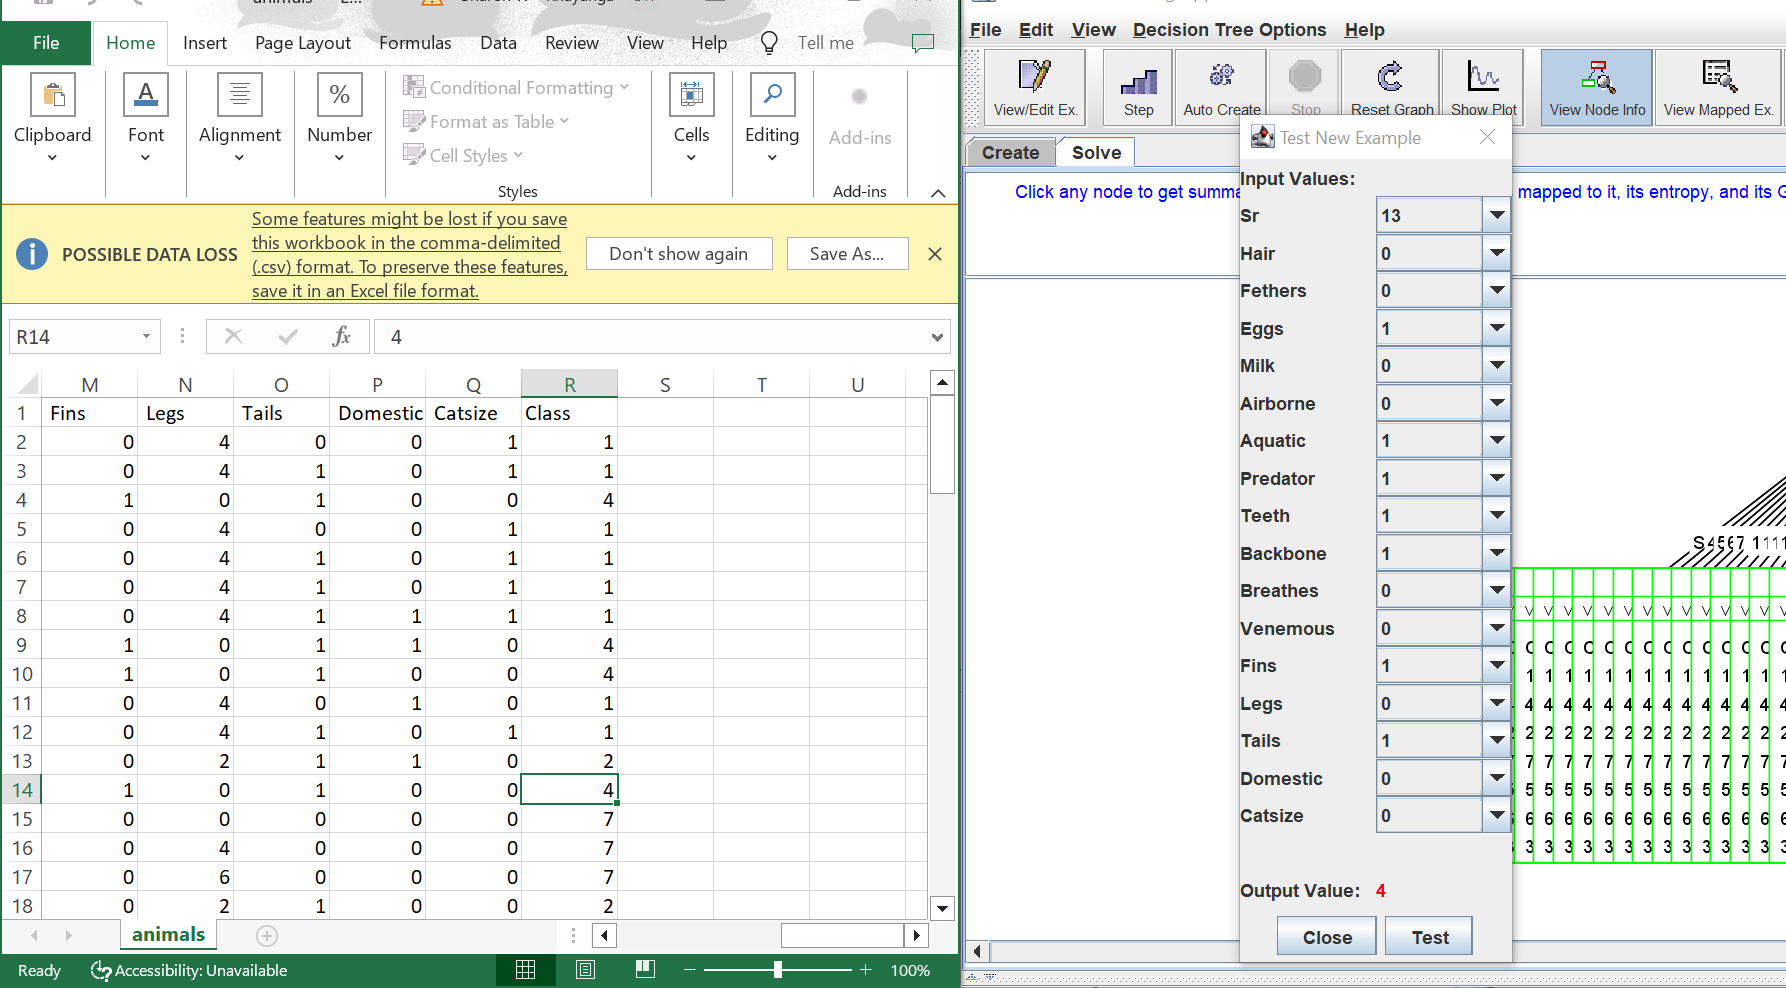 File Home Insert Page Layout Formulas Data Review View Help Tell me
Clipboard Font Alignment Number Cells Editing Add-ins
%
Conditional Formatting
Format as Table
Cell Styles
Styles Add-ins
POSSIBLE DATA LOSS
Some features might be lost if you save
this workbook in the comma-delimited
(.csv) format. To preserve these features,
save it in an Excel file format.
Don't show again Save As...
R14 fx 4
M N O P Q R S T U
1 Fins Legs Tails Domestic Catsize Class
2 0 4 0 0 1 1
3 0 4 1 0 1 1
4 1 0 1 0 0 4
5 0 4 0 0 1 1
6 0 4 1 0 1 1
7 0 4 1 0 1 1
8 0 4 1 1 1 1
9 1 0 1 1 0 4
10 1 0 1 0 0 4
11 0 4 0 1 0 1
12 0 4 1 0 1 1
13 0 2 1 1 0 2
14 1 0 1 0 0 4
15 0 0 0 0 0 7
16 0 4 0 0 0 7
17 0 6 0 0 0 7
18 0 2 1 0 0 2
animals
Ready Accessibility: Unavailable 100%
File Edit View Decision Tree Options Help
View/Edit Ex. Step Auto Create Stop Reset Graph Show Plot View Node Info View Mapped Ex.
Create Solve
Click any node to get summa
mapped to it, its entropy, and its G
Test New Example
Input Values:
Sr 13
Hair 0
Fethers 0
Eggs 1
Milk 0
Airborne 0
Aquatic 1
Predator 1
Teeth 1
Backbone 1
Breathes 0
Venemous 0
Fins 1
Legs 0
Tails 1
Domestic 0
Catsize 0
Output Value: 4
Close Test